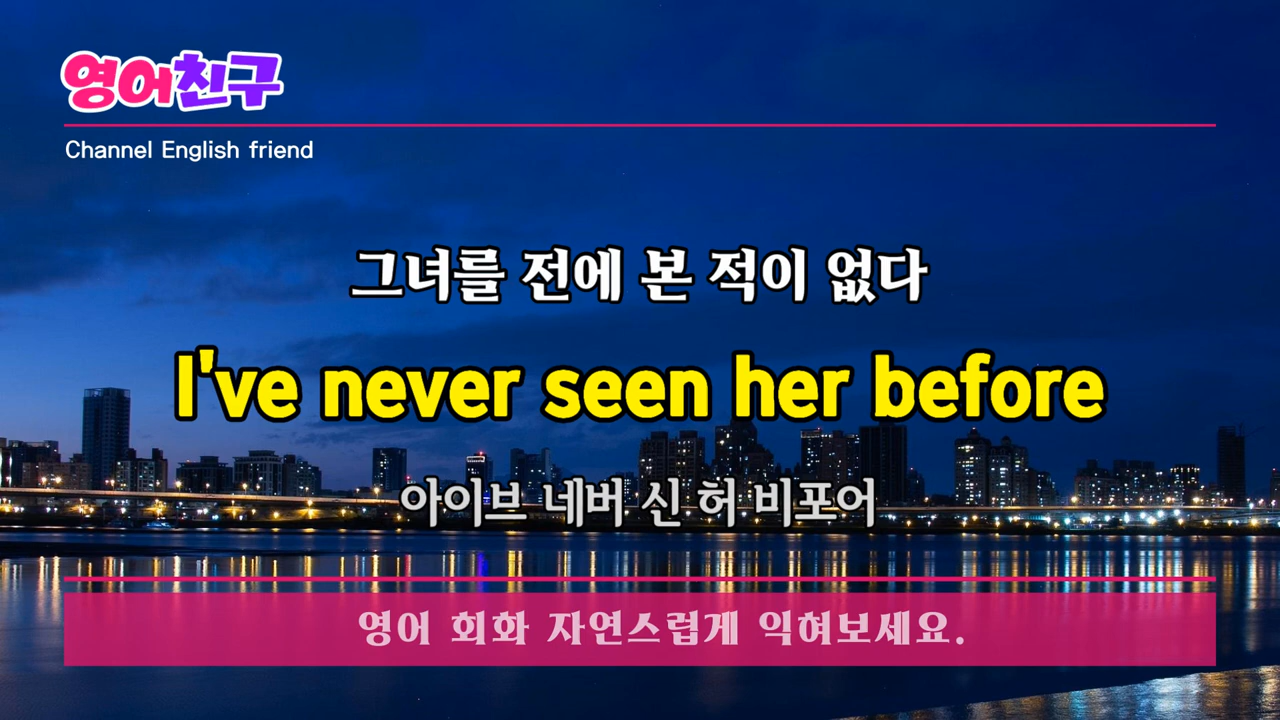 영어친구
Channel English friend
그녀를 전에 본 적이 없다
I've never seen her before
아이브 네버 신 허 비포어
영어 회화 자연스럽게 익혀보세요.